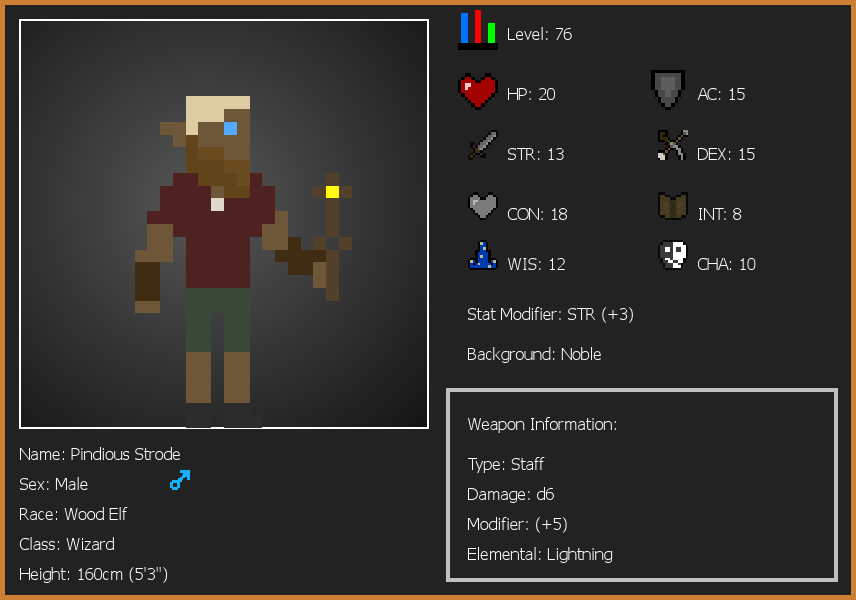 Level: 76
HP: 20
AC: 15
STR: 13
DEX: 15
CON: 18
INT: 8
WIS: 12
CHA: 10
Stat Modifier: STR (+3)
Background: Noble
Weapon Information:
Type: Staff
Damage: d6
Modifier: (+5)
Elemental: Lightning
Name: Pindious Strode
Sex: Male
Race: Wood Elf
Class: Wizard
Height: 160cm (5'3")